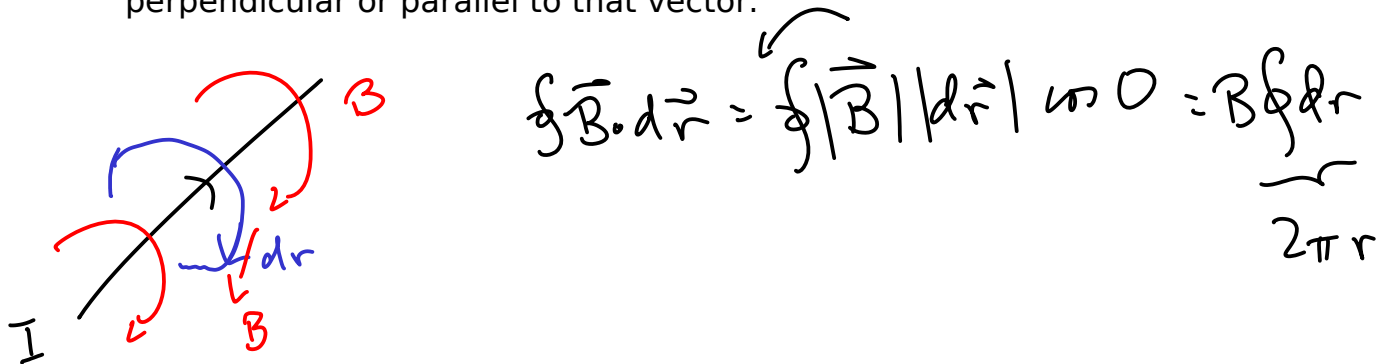 perpendicular or parallel to that vector.
B
∮B⃗·dr⃗ = ∮|B⃗||dr⃗| cos 0 = B∮dr
2πr
dr
B
I